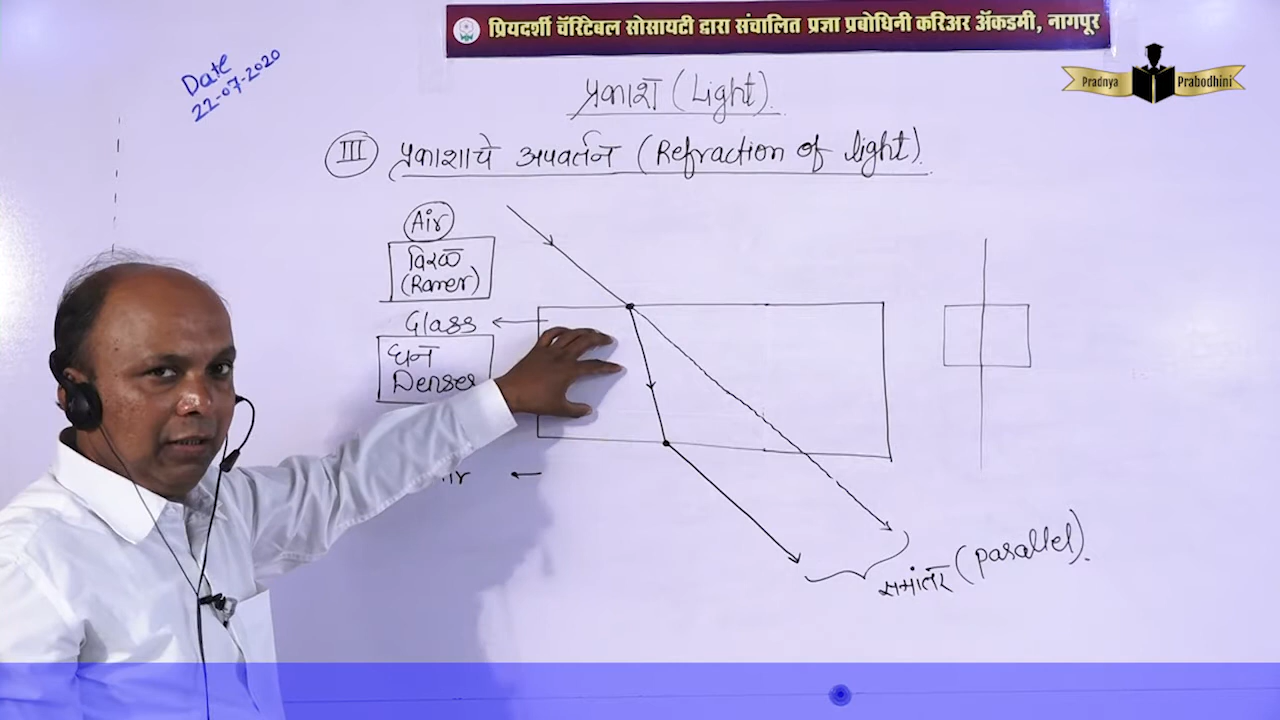 प्रियदर्शी चॅरिटेबल सोसायटी द्वारा संचालित प्रज्ञा प्रबोधिनी करिअर अ‍ॅकडमी, नागपूर
Pradnya Prabodhini
Date
22-07-2020
प्रकाश (Light).
III प्रकाशाचे अपवर्तन (Refraction of light).
Air
विरळ
(Rarer)
Glass
घन
Denser
समांतर (parallel).